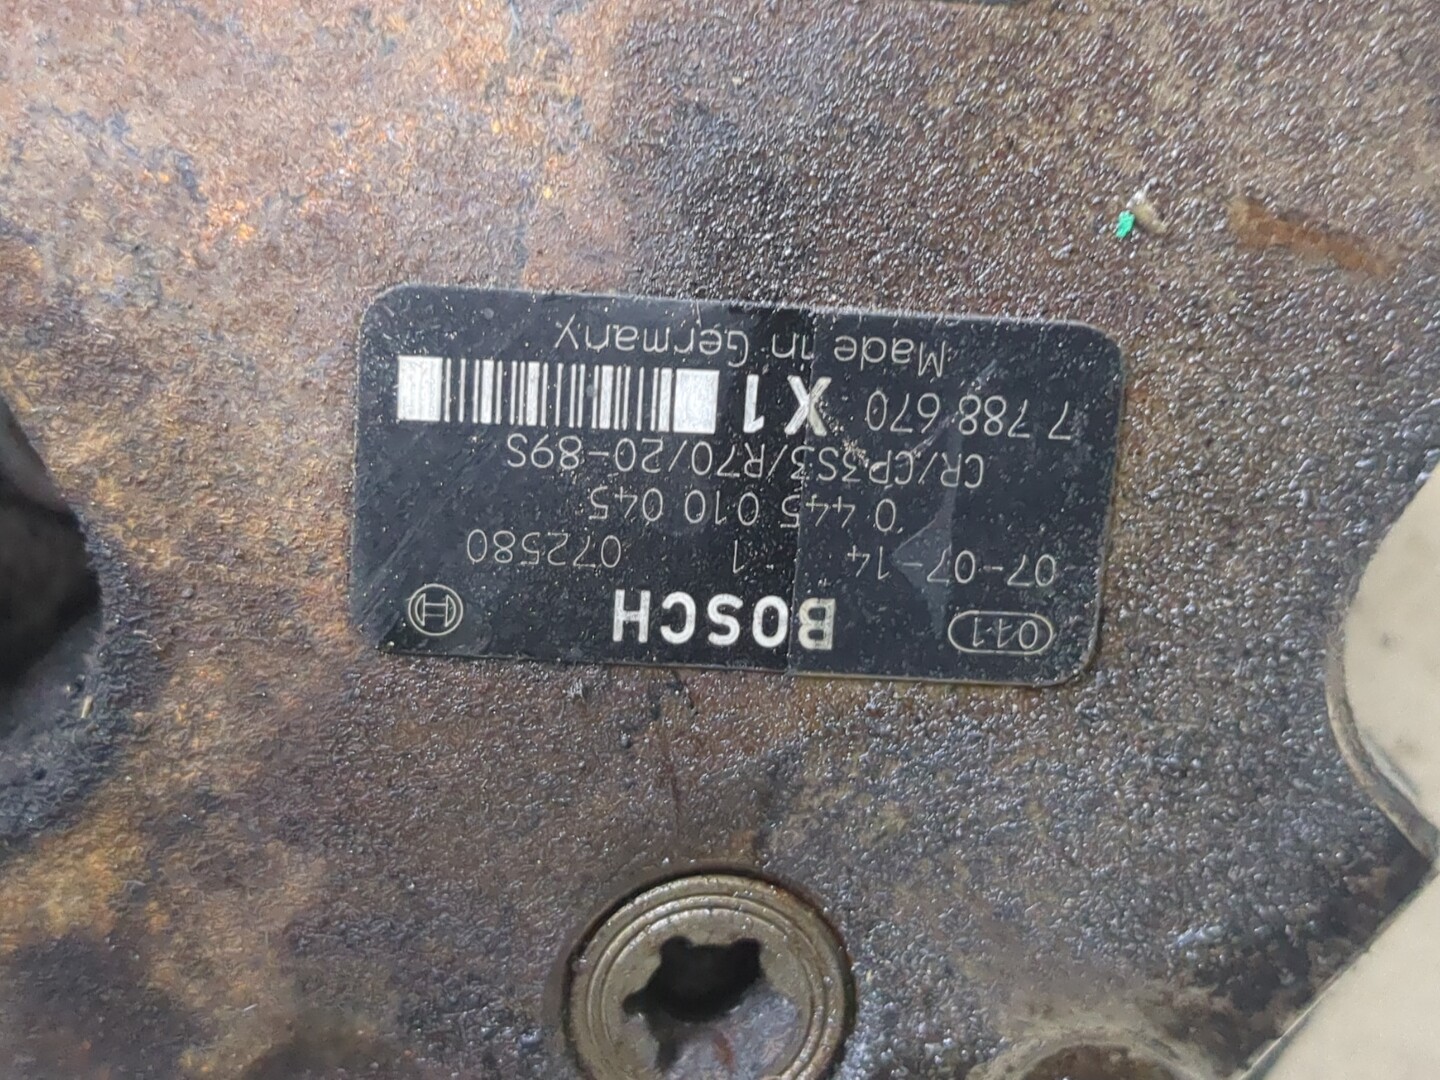 041 BOSCH
07-07-14 1 072580
0 445 010 045
CR/CP3S3/R70/20-89S
7 788 670 X1
Made in Germany